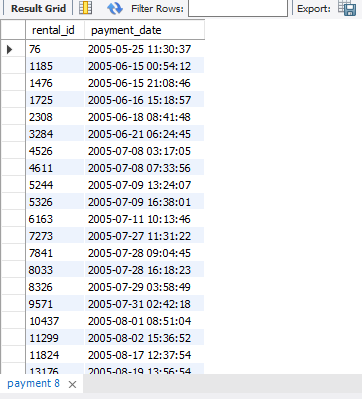 Result Grid Filter Rows: Export:
rental_id payment_date
76 2005-05-25 11:30:37
1185 2005-06-15 00:54:12
1476 2005-06-15 21:08:46
1725 2005-06-16 15:18:57
2308 2005-06-18 08:41:48
3284 2005-06-21 06:24:45
4526 2005-07-08 03:17:05
4611 2005-07-08 07:33:56
5244 2005-07-09 13:24:07
5326 2005-07-09 16:38:01
6163 2005-07-11 10:13:46
7273 2005-07-27 11:31:22
7841 2005-07-28 09:04:45
8033 2005-07-28 16:18:23
8326 2005-07-29 03:58:49
9571 2005-07-31 02:42:18
10437 2005-08-01 08:51:04
11299 2005-08-02 15:36:52
11824 2005-08-17 12:37:54
13176 2005-08-19 13:56:54
payment 8